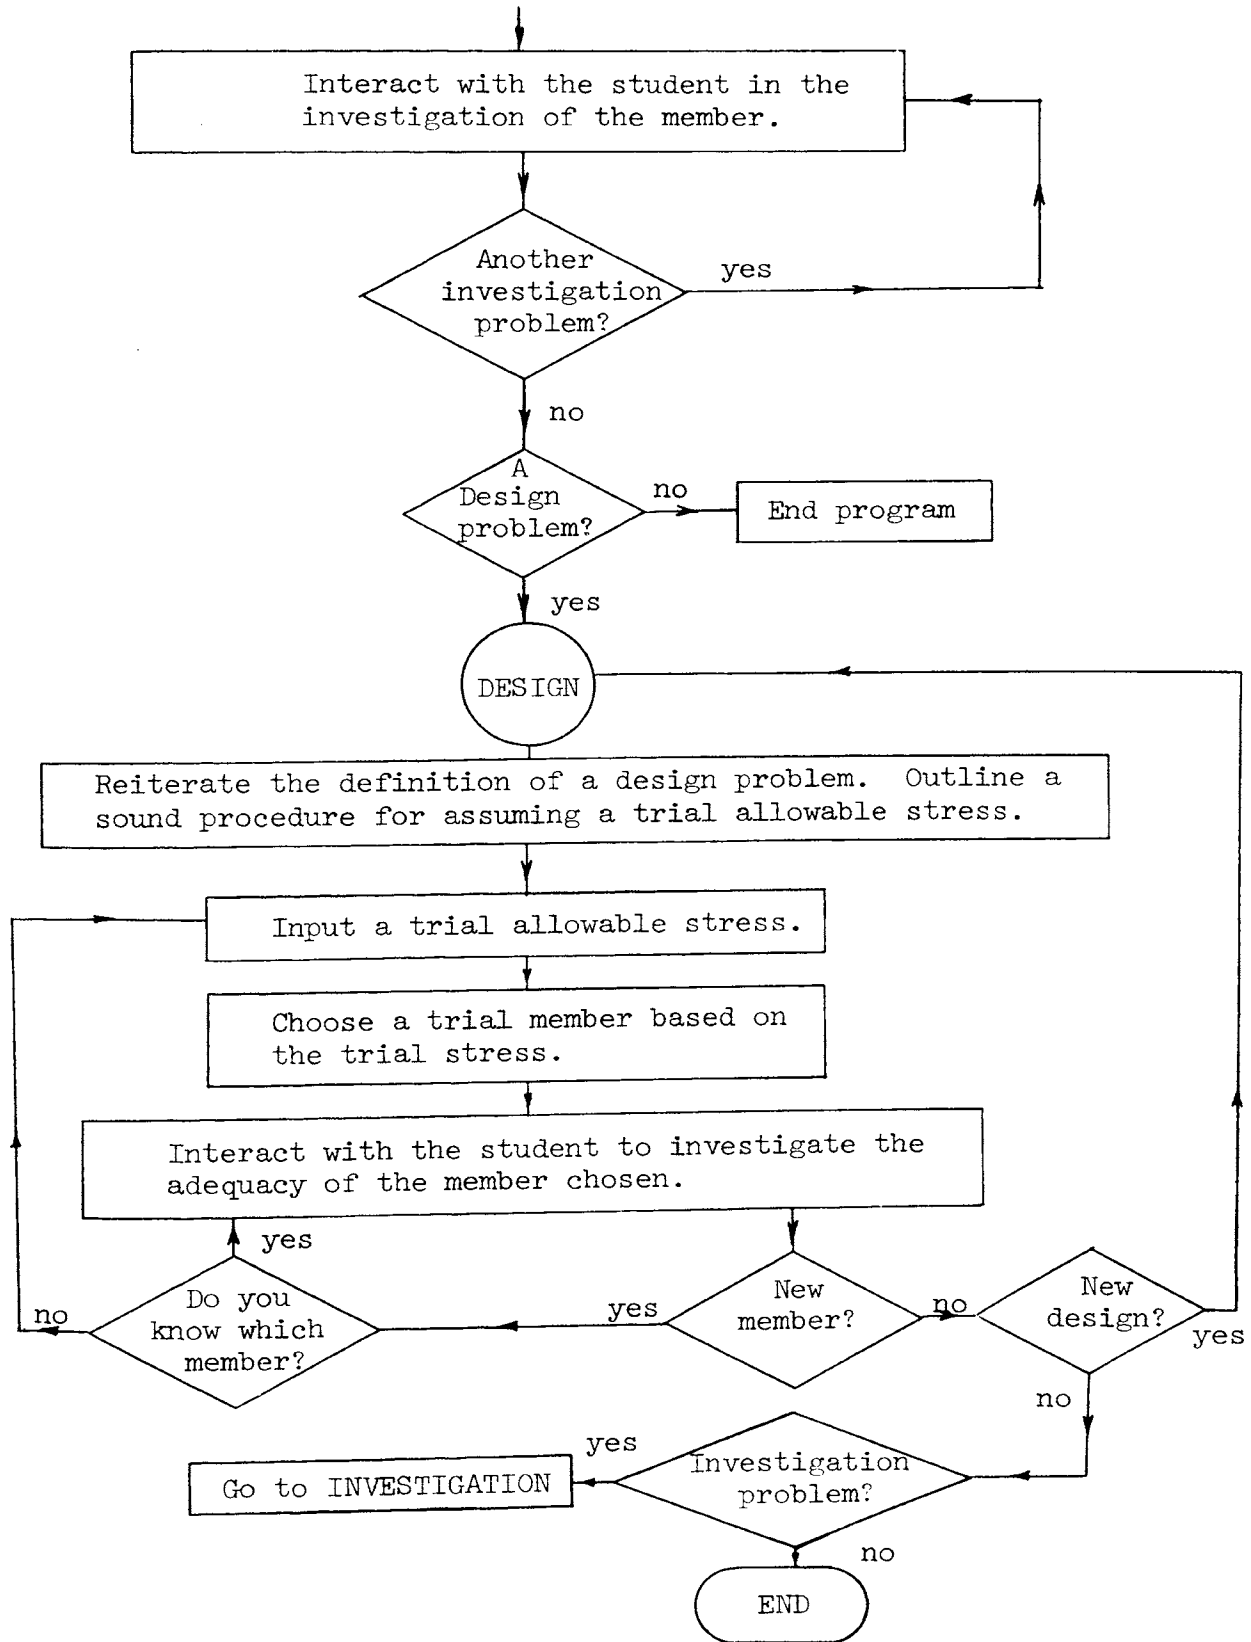 Interact with the student in the
investigation of the member.
Another
investigation
problem?
yes
no
A
Design
problem?
no
End program
yes
DESIGN
Reiterate the definition of a design problem. Outline a
sound procedure for assuming a trial allowable stress.
Input a trial allowable stress.
Choose a trial member based on
the trial stress.
Interact with the student to investigate the
adequacy of the member chosen.
yes
Do you
know which
member?
no
yes
New
member?
no
New
design?
yes
no
Investigation
problem?
yes
Go to INVESTIGATION
no
END